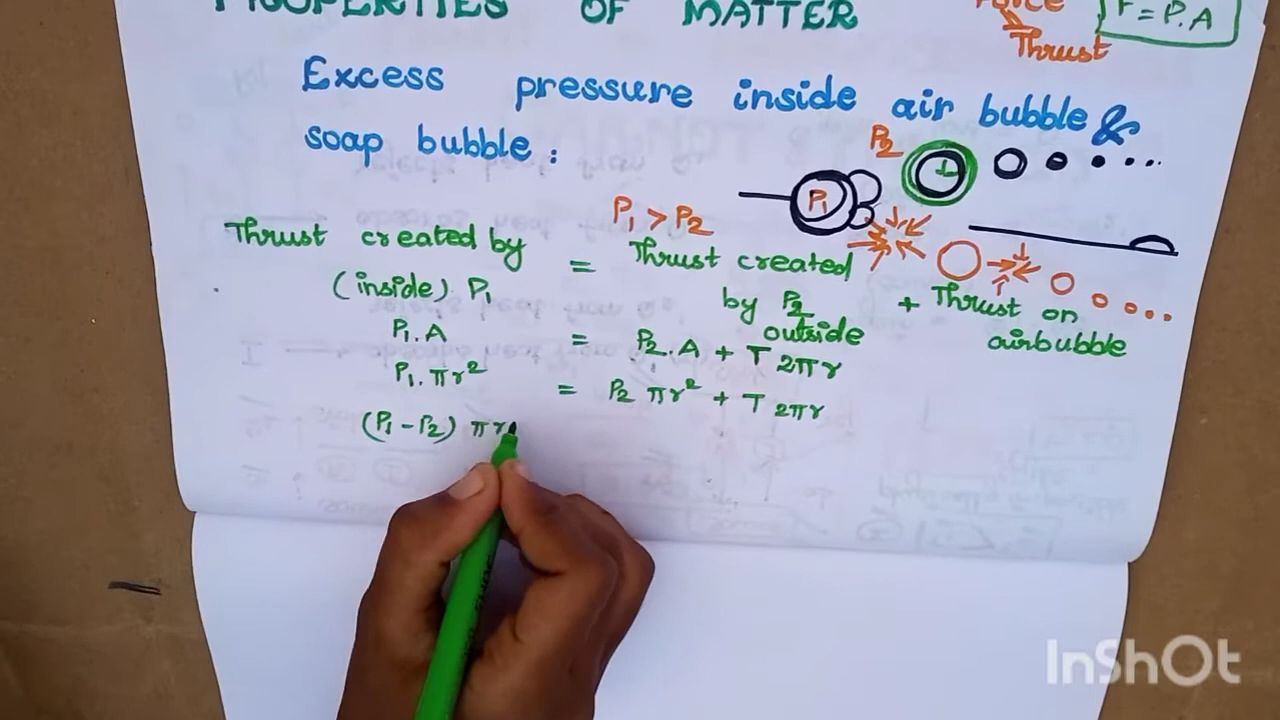 PROPERTIES OF MATTER
Force
Thrust
F = P.A
Excess pressure inside air bubble &
soap bubble :
P₂
P₁
P₁ > P₂
Thrust created by
(inside) P₁
=
Thrust created
by P₂
outside
+ Thrust on
airbubble
P₁.A = P₂.A + T 2πr
P₁.πr² = P₂ πr² + T 2πr
(P₁ - P₂) πr
InShOt